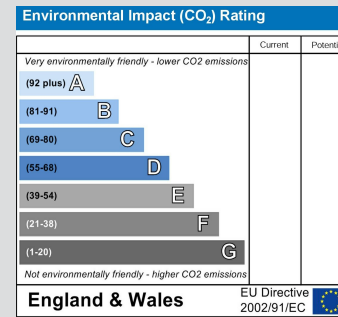 Environmental Impact (CO₂) Rating
Current
Very environmentally friendly - lower CO2 emissions
(92 plus) A
(81-91) B
(69-80) C
(55-68) D
(39-54) E
(21-38) F
(1-20) G
Not environmentally friendly - higher CO2 emissions
England & Wales
EU Directive
2002/91/EC